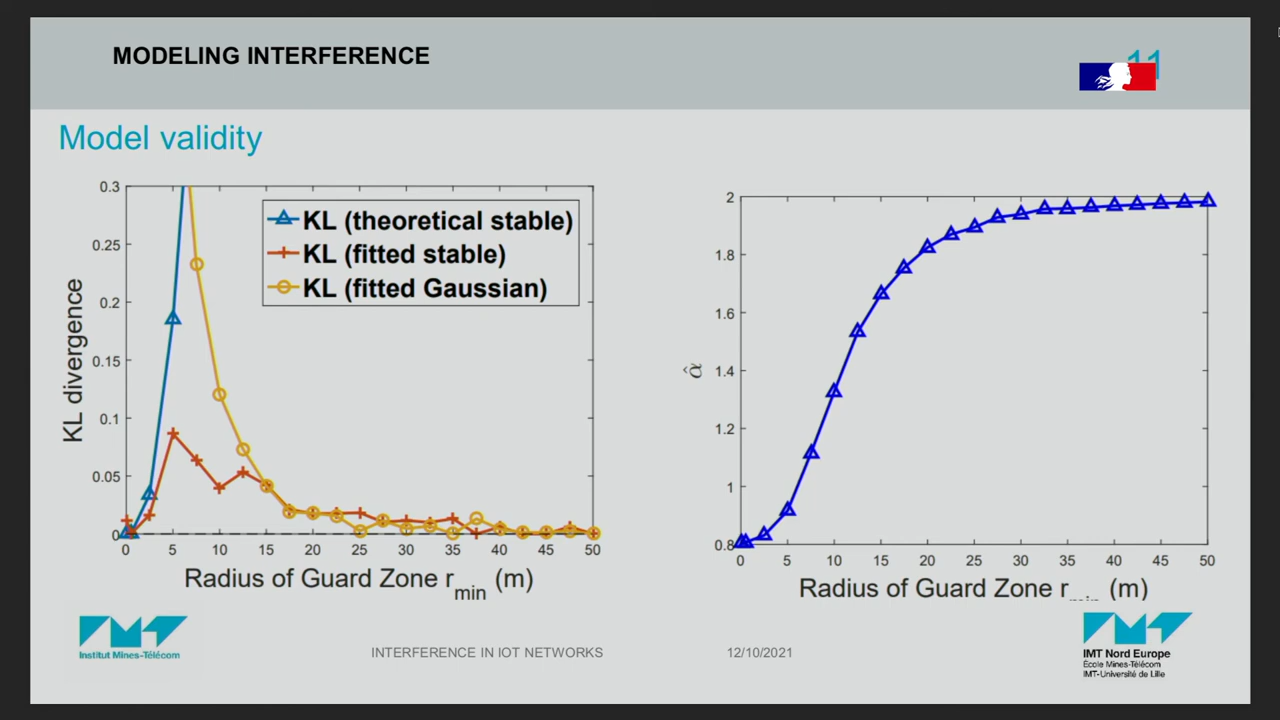 MODELING INTERFERENCE
11
Model validity
KL (theoretical stable)
KL (fitted stable)
KL (fitted Gaussian)
KL divergence
0.3
0.25
0.2
0.15
0.1
0.05
0
0 5 10 15 20 25 30 35 40 45 50
Radius of Guard Zone r_min (m)
α̂
2
1.8
1.6
1.4
1.2
1
0.8
0 5 10 15 20 25 30 35 40 45 50
Radius of Guard Zone r_min (m)
IMT
Institut Mines-Télécom
INTERFERENCE IN IOT NETWORKS
12/10/2021
IMT
IMT Nord Europe
École Mines-Télécom
IMT-Université de Lille